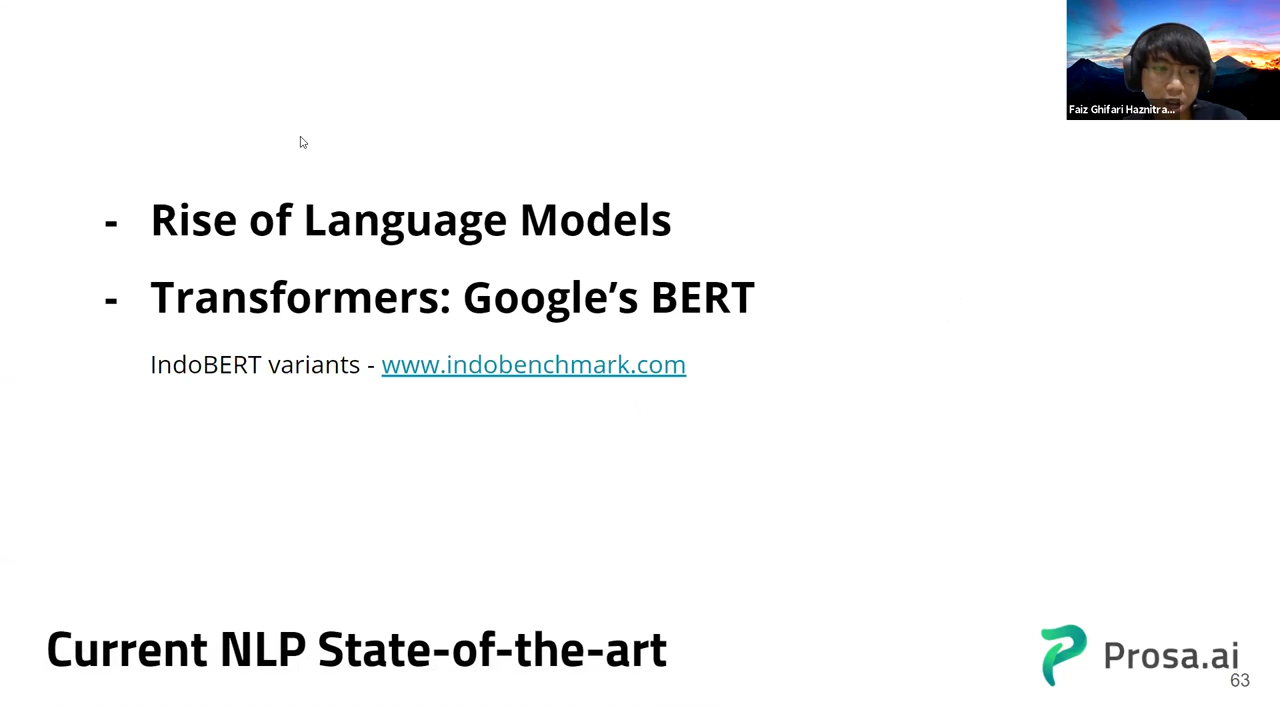 Faiz Ghifari Haznitra...
- Rise of Language Models
- Transformers: Google's BERT
IndoBERT variants - www.indobenchmark.com
Current NLP State-of-the-art
Prosa.ai
63